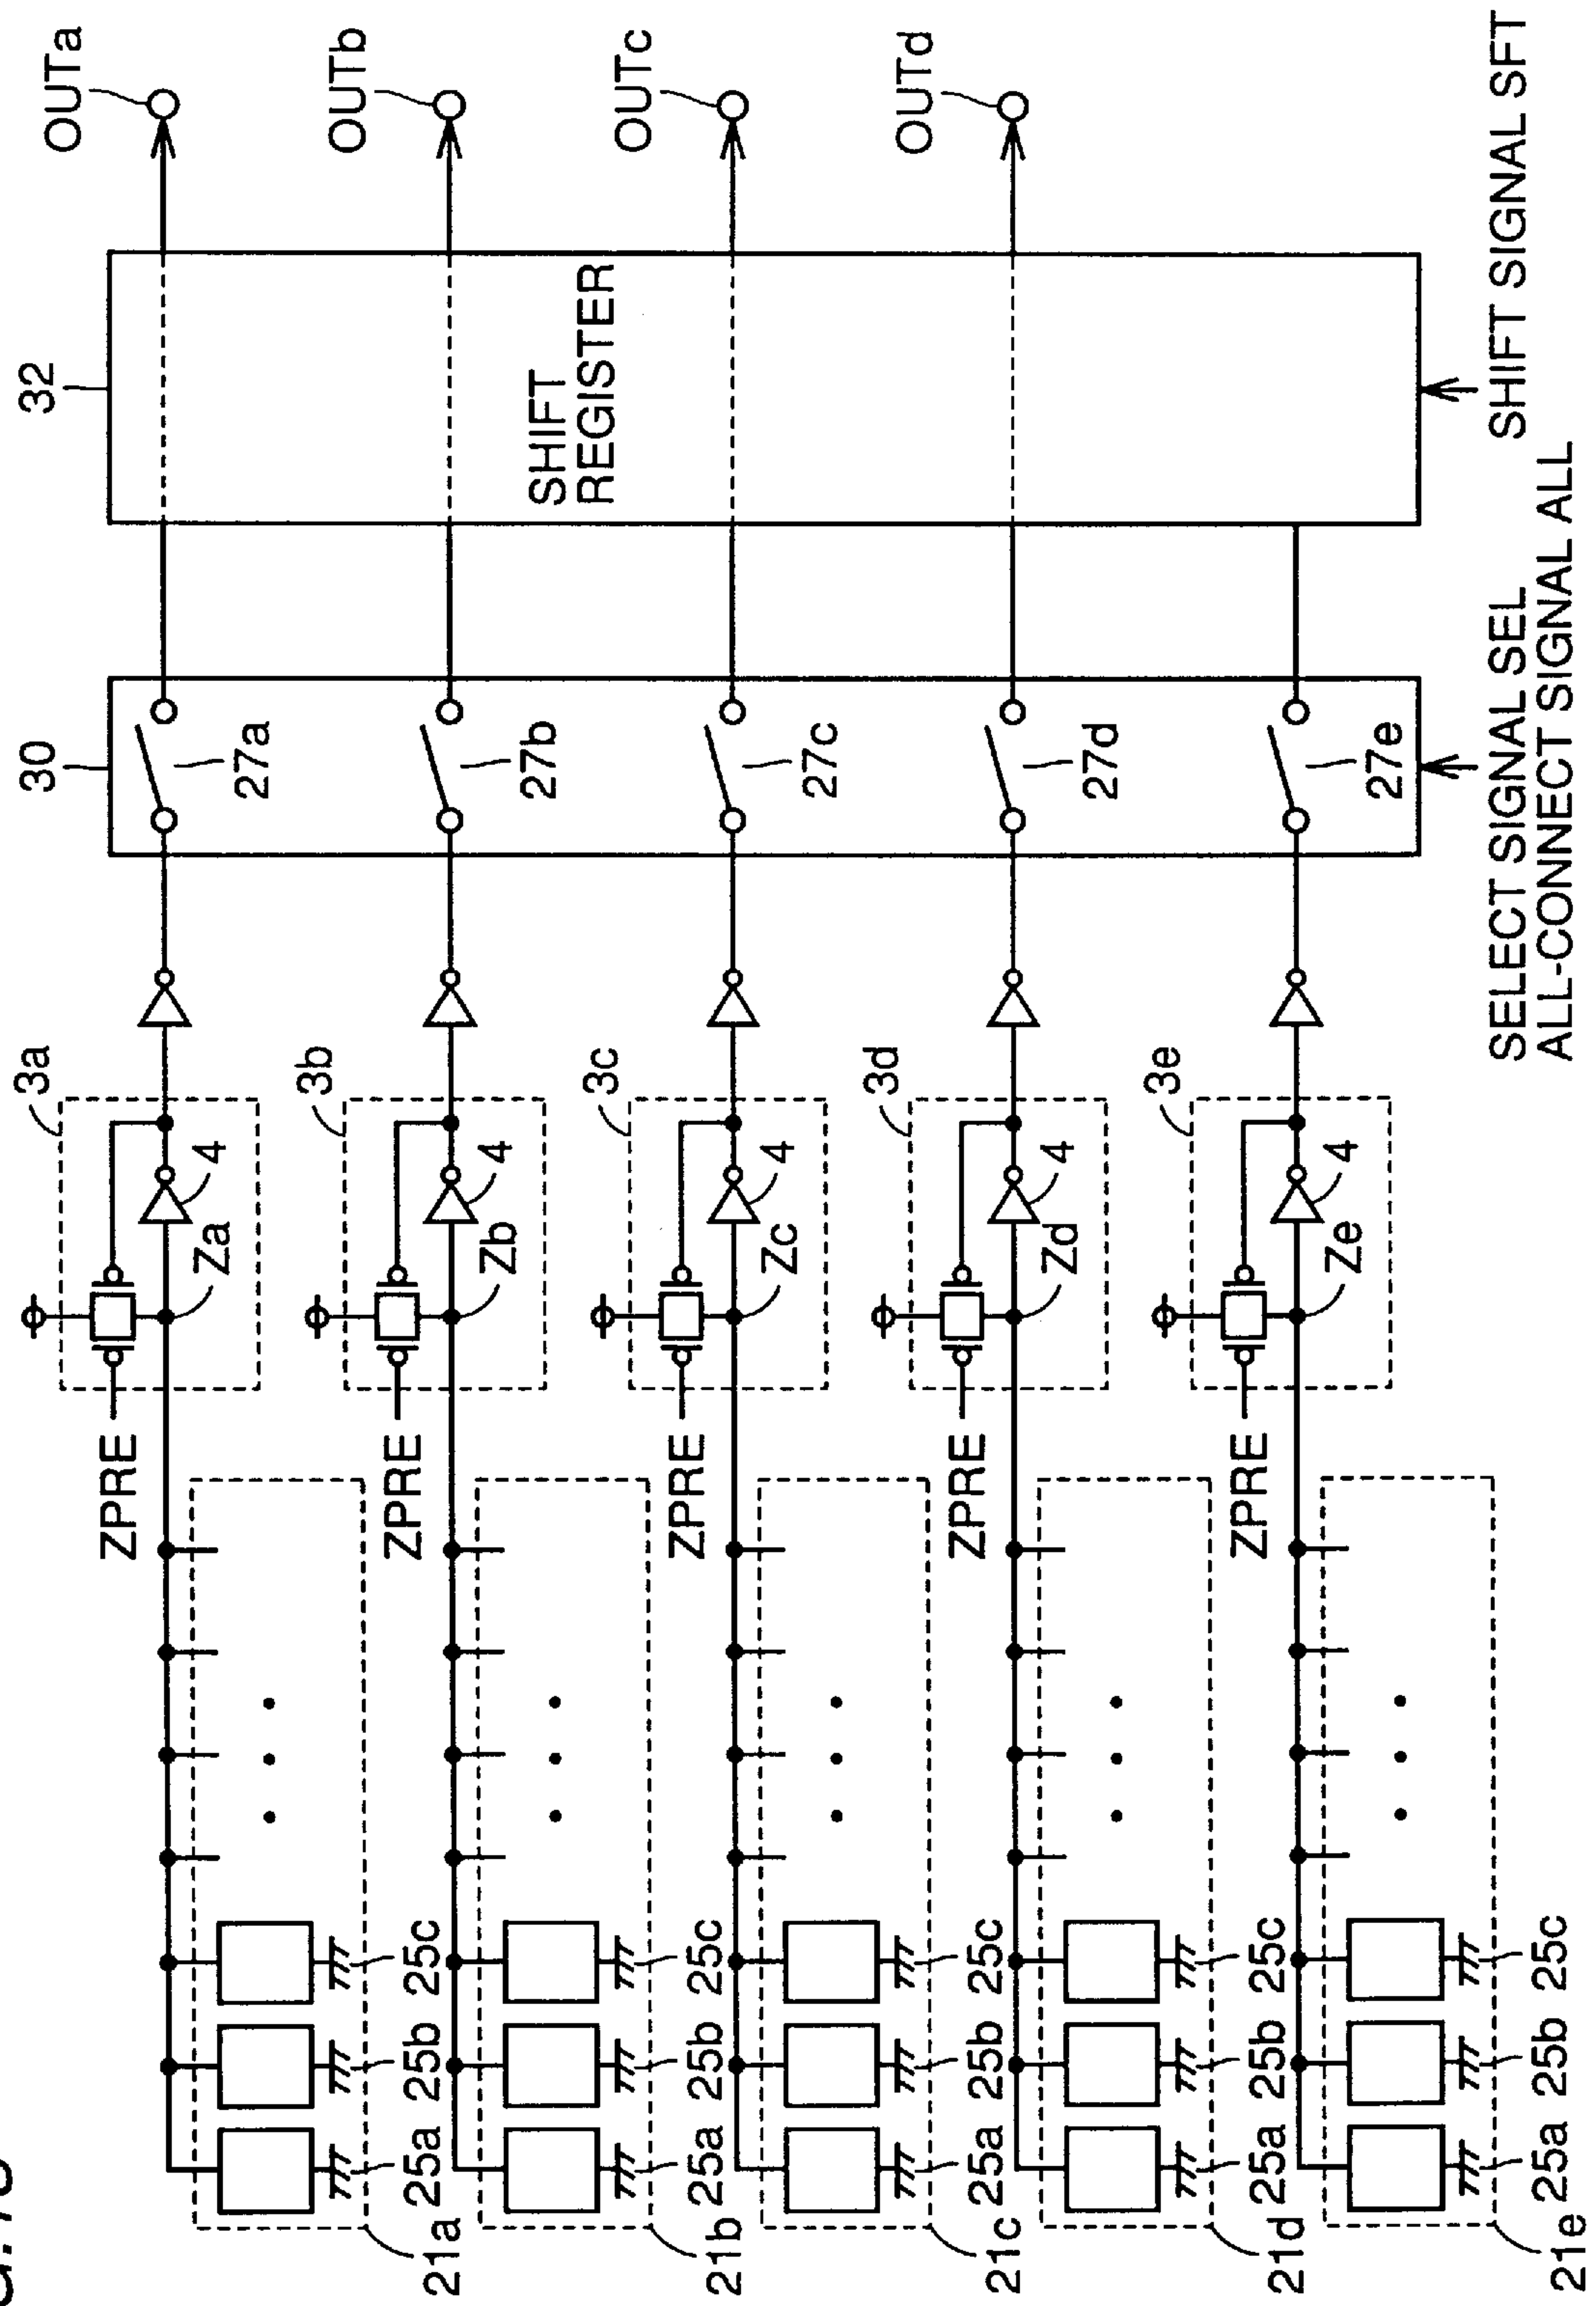 3a
30
32
OUTa
ZPRE
Za
4
27a
21a
25a
25b
25c
3b
OUTb
ZPRE
Zb
4
27b
SHIFT
REGISTER
21b
25a
25b
25c
3c
OUTc
ZPRE
Zc
4
27c
21c
25a
25b
25c
3d
OUTd
ZPRE
Zd
4
27d
21d
25a
25b
25c
3e
ZPRE
Ze
4
27e
21e
25a
25b
25c
SELECT SIGNAL SEL
ALL-CONNECT SIGNAL ALL
SHIFT SIGNAL SFT